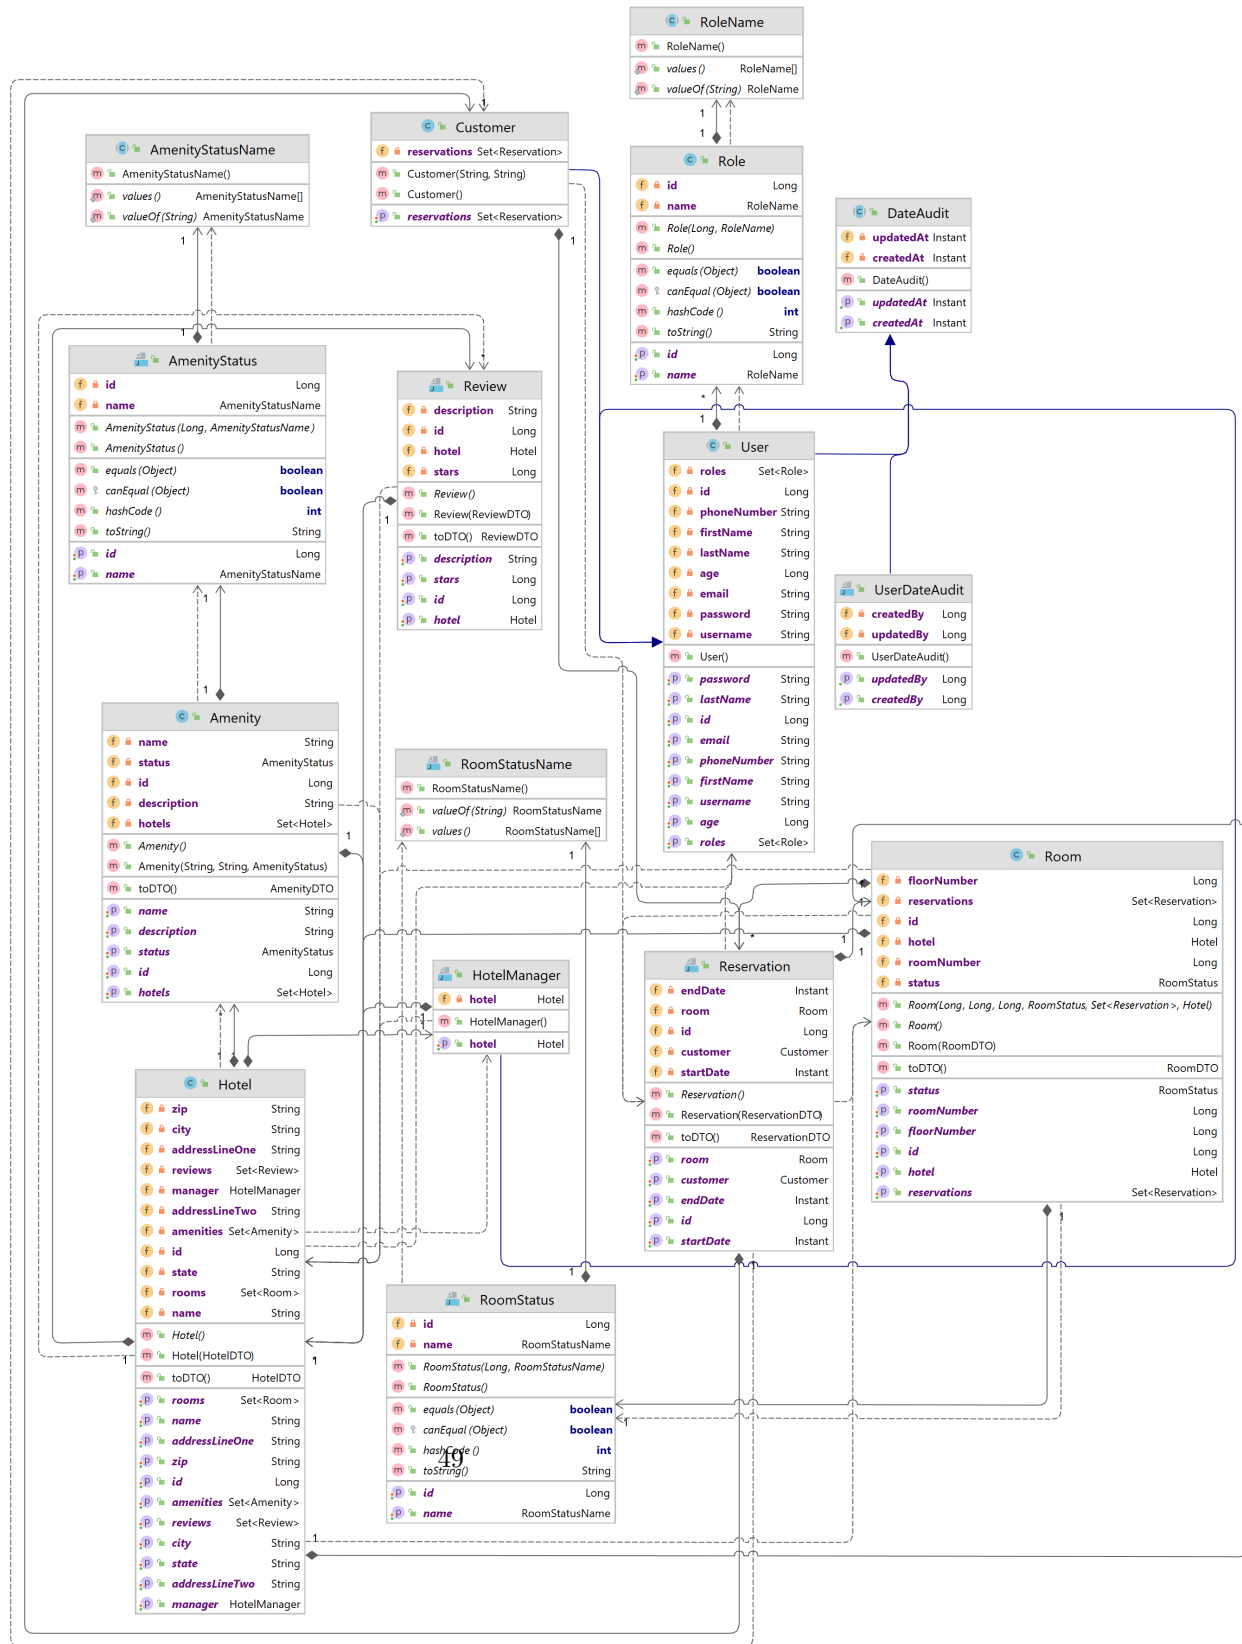 RoleName
RoleName()
values() RoleName[]
valueOf(String) RoleName
Customer
reservations Set<Reservation>
Customer(String, String)
Customer()
reservations Set<Reservation>
AmenityStatusName
AmenityStatusName()
values() AmenityStatusName[]
valueOf(String) AmenityStatusName
Role
id Long
name RoleName
Role(Long, RoleName)
Role()
equals(Object) boolean
canEqual(Object) boolean
hashCode() int
toString() String
id Long
name RoleName
DateAudit
updatedAt Instant
createdAt Instant
DateAudit()
updatedAt Instant
createdAt Instant
AmenityStatus
id Long
name AmenityStatusName
AmenityStatus(Long, AmenityStatusName)
AmenityStatus()
equals(Object) boolean
canEqual(Object) boolean
hashCode() int
toString() String
id Long
name AmenityStatusName
Review
description String
id Long
hotel Hotel
stars Long
Review()
Review(ReviewDTO)
toDTO() ReviewDTO
description String
stars Long
id Long
hotel Hotel
User
roles Set<Role>
id Long
phoneNumber String
firstName String
lastName String
age Long
email String
password String
username String
User()
password String
lastName String
id Long
email String
phoneNumber String
firstName String
username String
age Long
roles Set<Role>
UserDateAudit
createdBy Long
updatedBy Long
UserDateAudit()
updatedBy Long
createdBy Long
Amenity
name String
status AmenityStatus
id Long
description String
hotels Set<Hotel>
Amenity()
Amenity(String, String, AmenityStatus)
toDTO() AmenityDTO
name String
description String
status AmenityStatus
id Long
hotels Set<Hotel>
RoomStatusName
RoomStatusName()
valueOf(String) RoomStatusName
values() RoomStatusName[]
Room
floorNumber Long
reservations Set<Reservation>
id Long
hotel Hotel
roomNumber Long
status RoomStatus
Room(Long, Long, Long, RoomStatus, Set<Reservation>, Hotel)
Room()
Room(RoomDTO)
toDTO() RoomDTO
status RoomStatus
roomNumber Long
floorNumber Long
id Long
hotel Hotel
reservations Set<Reservation>
HotelManager
hotel Hotel
HotelManager()
hotel Hotel
Reservation
endDate Instant
room Room
id Long
customer Customer
startDate Instant
Reservation()
Reservation(ReservationDTO)
toDTO() ReservationDTO
room Room
customer Customer
endDate Instant
id Long
startDate Instant
Hotel
zip String
city String
addressLineOne String
reviews Set<Review>
manager HotelManager
addressLineTwo String
amenities Set<Amenity>
id Long
state String
rooms Set<Room>
name String
Hotel()
Hotel(HotelDTO)
toDTO() HotelDTO
rooms Set<Room>
name String
addressLineOne String
zip String
id Long
amenities Set<Amenity>
reviews Set<Review>
city String
state String
addressLineTwo String
manager HotelManager
RoomStatus
id Long
name RoomStatusName
RoomStatus(Long, RoomStatusName)
RoomStatus()
equals(Object) boolean
canEqual(Object) boolean
hashCode() int
toString() String
id Long
name RoomStatusName
49